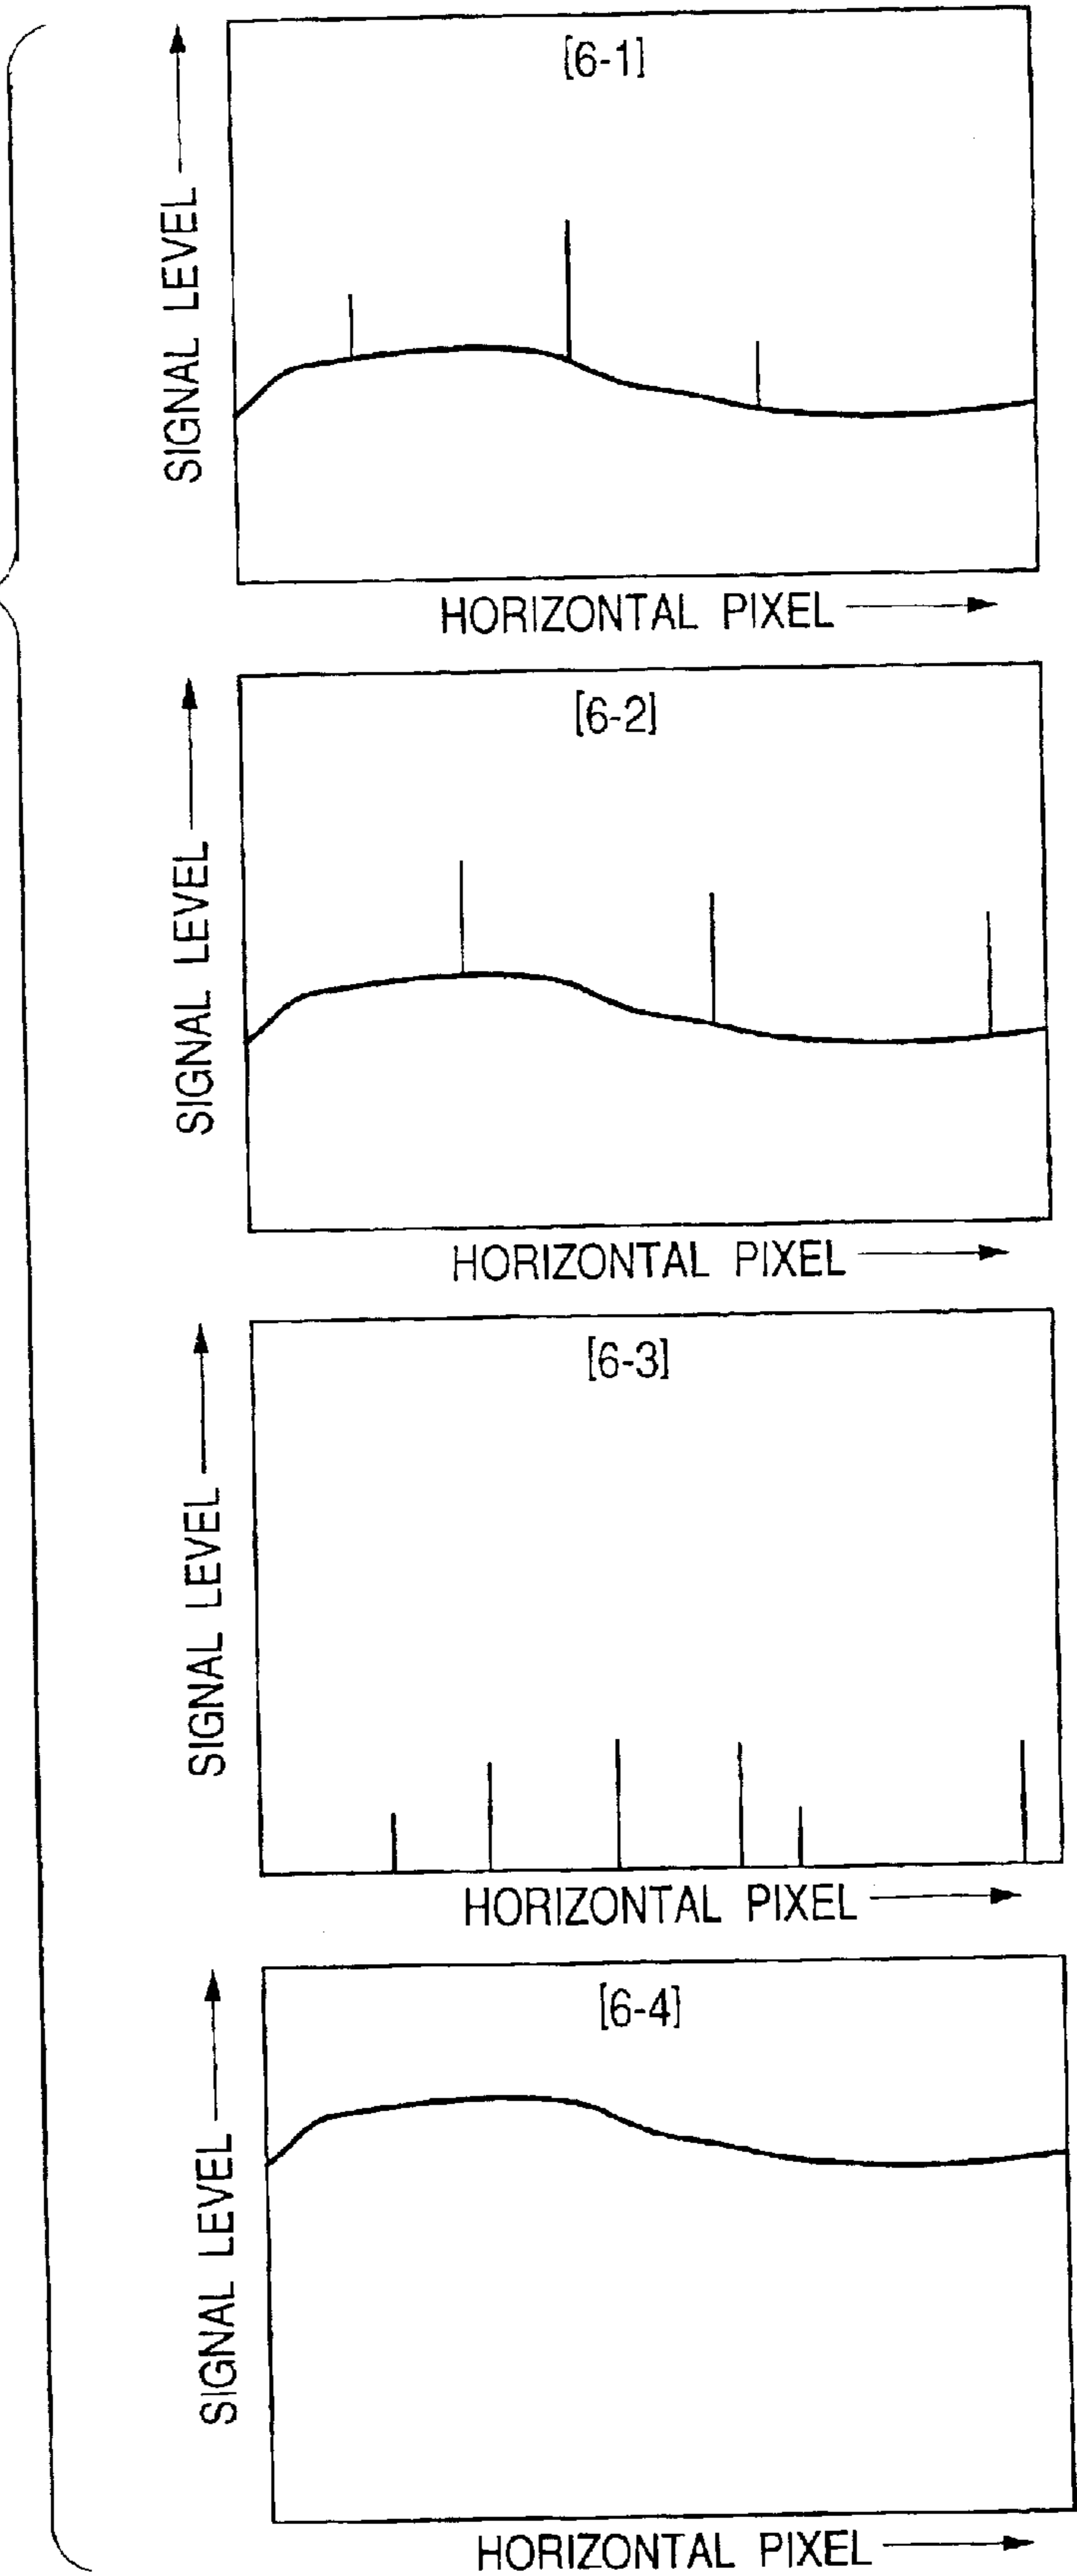 [6-1]
SIGNAL LEVEL
HORIZONTAL PIXEL
[6-2]
SIGNAL LEVEL
HORIZONTAL PIXEL
[6-3]
SIGNAL LEVEL
HORIZONTAL PIXEL
[6-4]
SIGNAL LEVEL
HORIZONTAL PIXEL